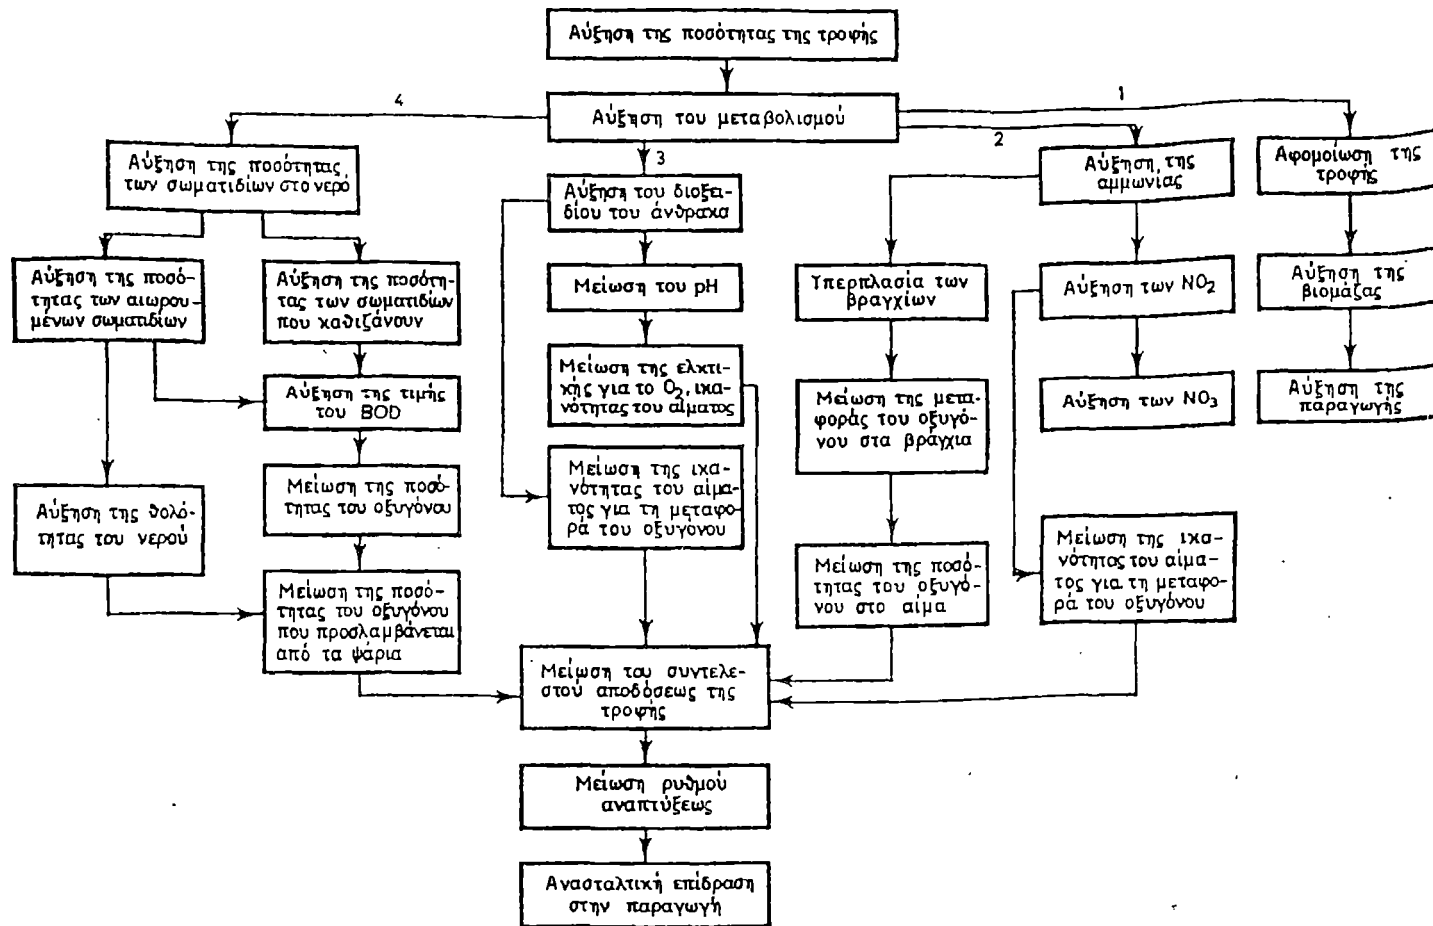 Αύξηση της ποσότητας της τροφής
Αύξηση του μεταβολισμού
4
3
2
1
Αύξηση της ποσότητας
των σωματιδίων στο νερό
Αύξηση της ποσό-
τητας των αιωρου-
μένων σωματιδίων
Αύξηση της ποσότη-
τας των σωματιδίων
που καθιζάνουν
Αύξηση της τιμής
του BOD
Αύξηση της θολό-
τητας του νερού
Μείωση της ποσό-
τητας του οξυγόνου
Μείωση της ποσό-
τητας του οξυγόνου
που προσλαμβάνεται
από τα ψάρια
Αύξηση του διοξει-
δίου του άνθρακα
Μείωση του pH
Μείωση της ελκτι-
κής για το O₂, ικα-
νότητας του αίματος
Μείωση της ικα-
νότητας του αίμα-
τος για τη μεταφο-
ρά του οξυγόνου
Αύξηση της
αμμωνίας
Υπερπλασία των
βραγχίων
Μείωση της μετα-
φοράς του οξυγό-
νου στα βράγχια
Μείωση της ποσό-
τητας του οξυγό-
νου στο αίμα
Αύξηση των NO₂
Αύξηση των NO₃
Μείωση της ικα-
νότητας του αίμα-
τος για τη μεταφο-
ρά του οξυγόνου
Αφομοίωση της
τροφής
Αύξηση της
βιομάζας
Αύξηση της
παραγωγής
Μείωση του συντελε-
στού αποδόσεως της
τροφής
Μείωση ρυθμού
αναπτύξεως
Ανασταλτική επίδραση
στην παραγωγή